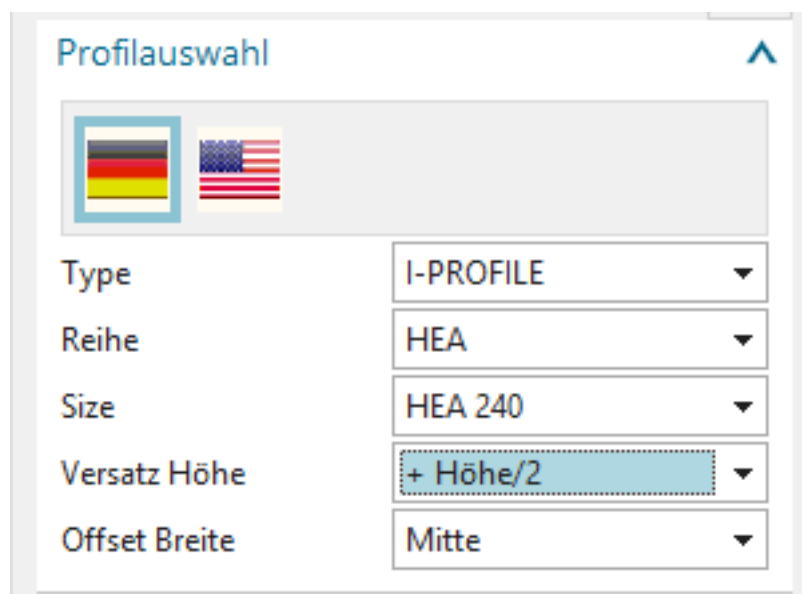 Profilauswahl
Type I-PROFILE
Reihe HEA
Size HEA 240
Versatz Höhe + Höhe/2
Offset Breite Mitte